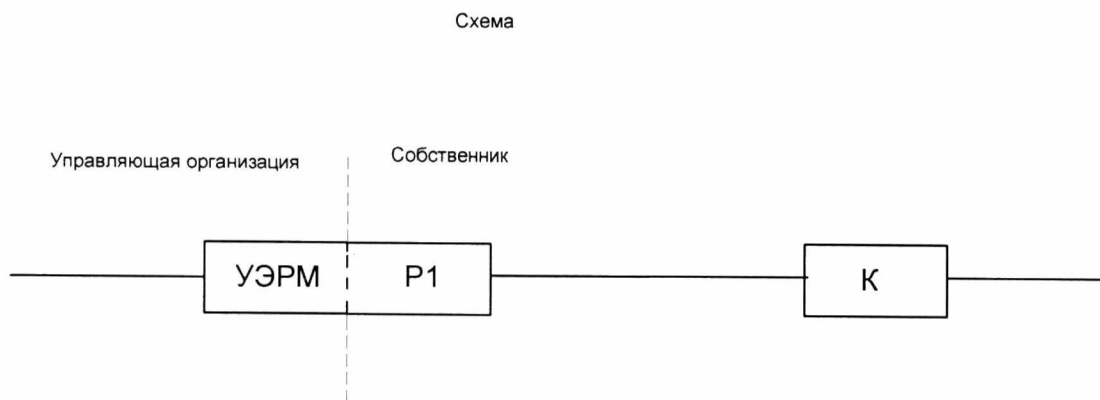 Схема
Управляющая организация
Собственник
УЭРМ
Р1
К